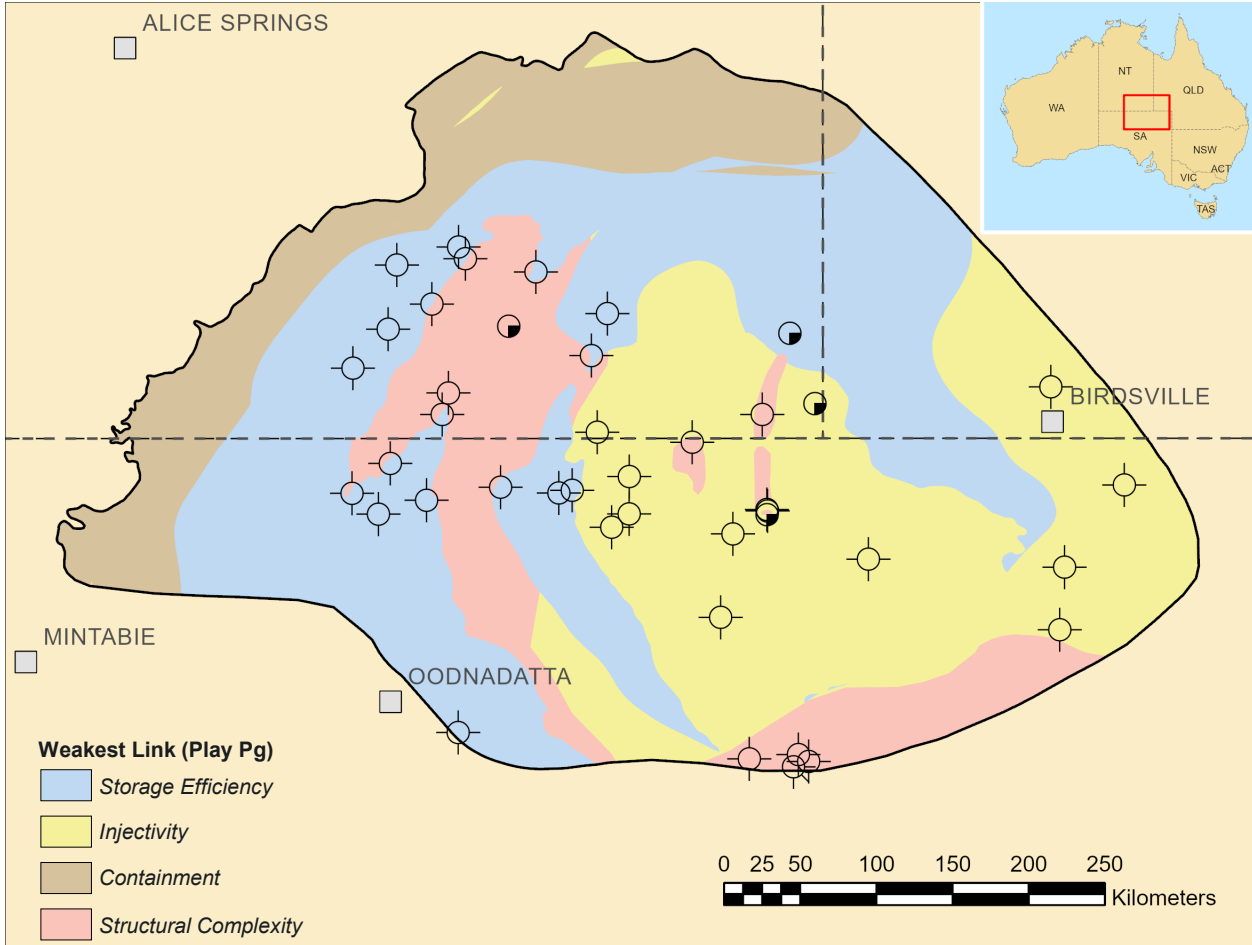 ALICE SPRINGS
NT
QLD
WA
SA
NSW
ACT
VIC
TAS
BIRDSVILLE
MINTABIE
OODNADATTA
Weakest Link (Play Pg)
Storage Efficiency
Injectivity
Containment
Structural Complexity
0 25 50 100 150 200 250
Kilometers